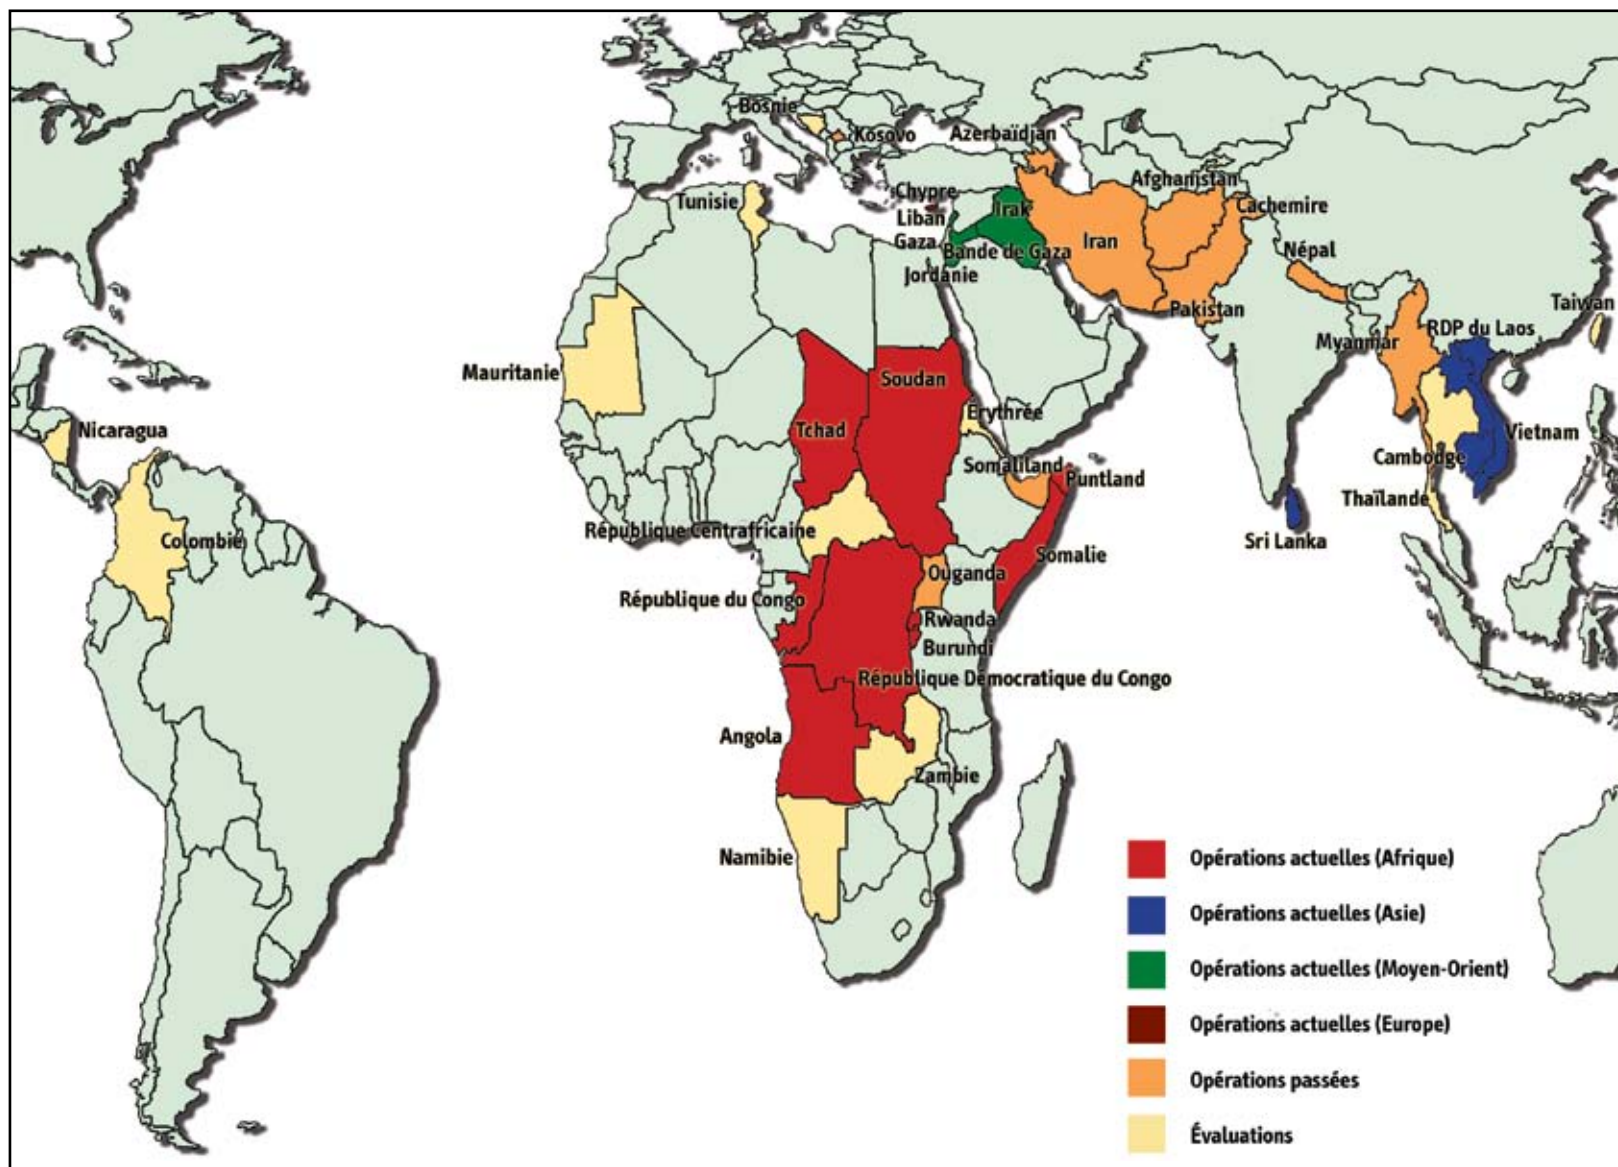 Bosnie
Kosovo
Azerbaïdjan
Afghanistan
Chypre
Tunisie
Cachemire
Irak
Liban
Gaza
Bande de Gaza
Iran
Népal
Jordanie
Pakistan
Taiwan
RDP du Laos
Myanmar
Mauritanie
Soudan
Érythrée
Nicaragua
Tchad
Vietnam
Cambodge
Somaliland
Puntland
Thaïlande
République Centrafricaine
Colombie
Sri Lanka
Somalie
Ouganda
République du Congo
Rwanda
Burundi
République Démocratique du Congo
Angola
Zambie
Namibie
Opérations actuelles (Afrique)
Opérations actuelles (Asie)
Opérations actuelles (Moyen-Orient)
Opérations actuelles (Europe)
Opérations passées
Évaluations